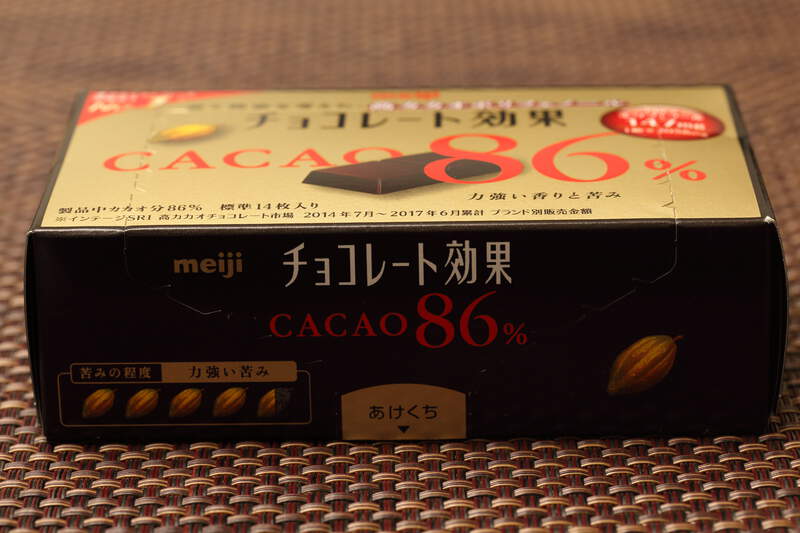 チョコレート効果
CACAO 86%
力強い香りと苦み
製品中カカオ分86% 標準14枚入り
※インテージSRI 高カカオチョコレート市場 2014年7月～2017年6月累計 ブランド別販売金額
meiji チョコレート効果
CACAO 86%
苦みの程度 力強い苦み
あけくち